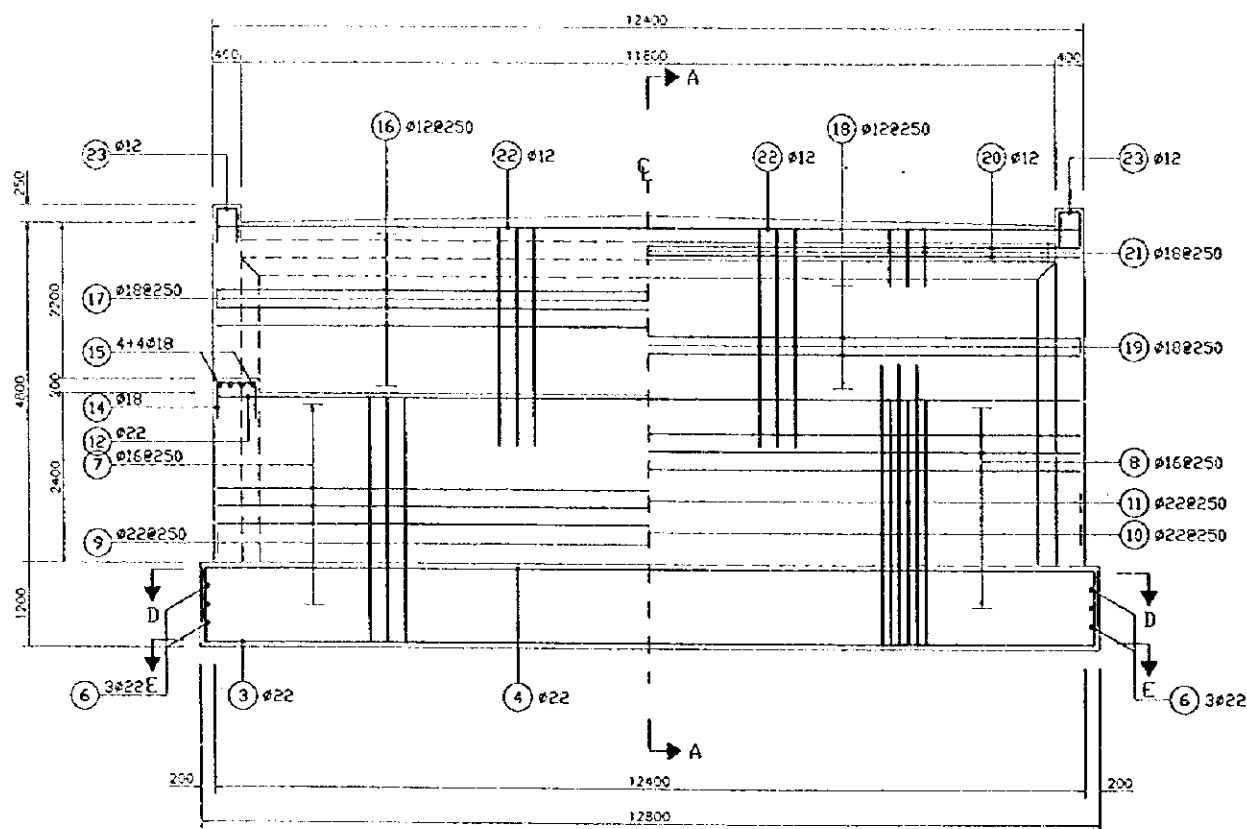 12400
400 11600 400
A
16 ø12@250
18 ø12@250
23 ø12
22 ø12
℄
22 ø12
20 ø12
23 ø12
250
21 ø18@250
17 ø18@250
2200
15 4+4ø18
19 ø18@250
4800
200
14 ø18
12 ø22
7 ø16@250
8 ø16@250
2400
11 ø22@250
9 ø22@250
10 ø22@250
1200
D
D
E
E
6 3ø22
3 ø22
4 ø22
6 3ø22
A
200 12400 200
12800